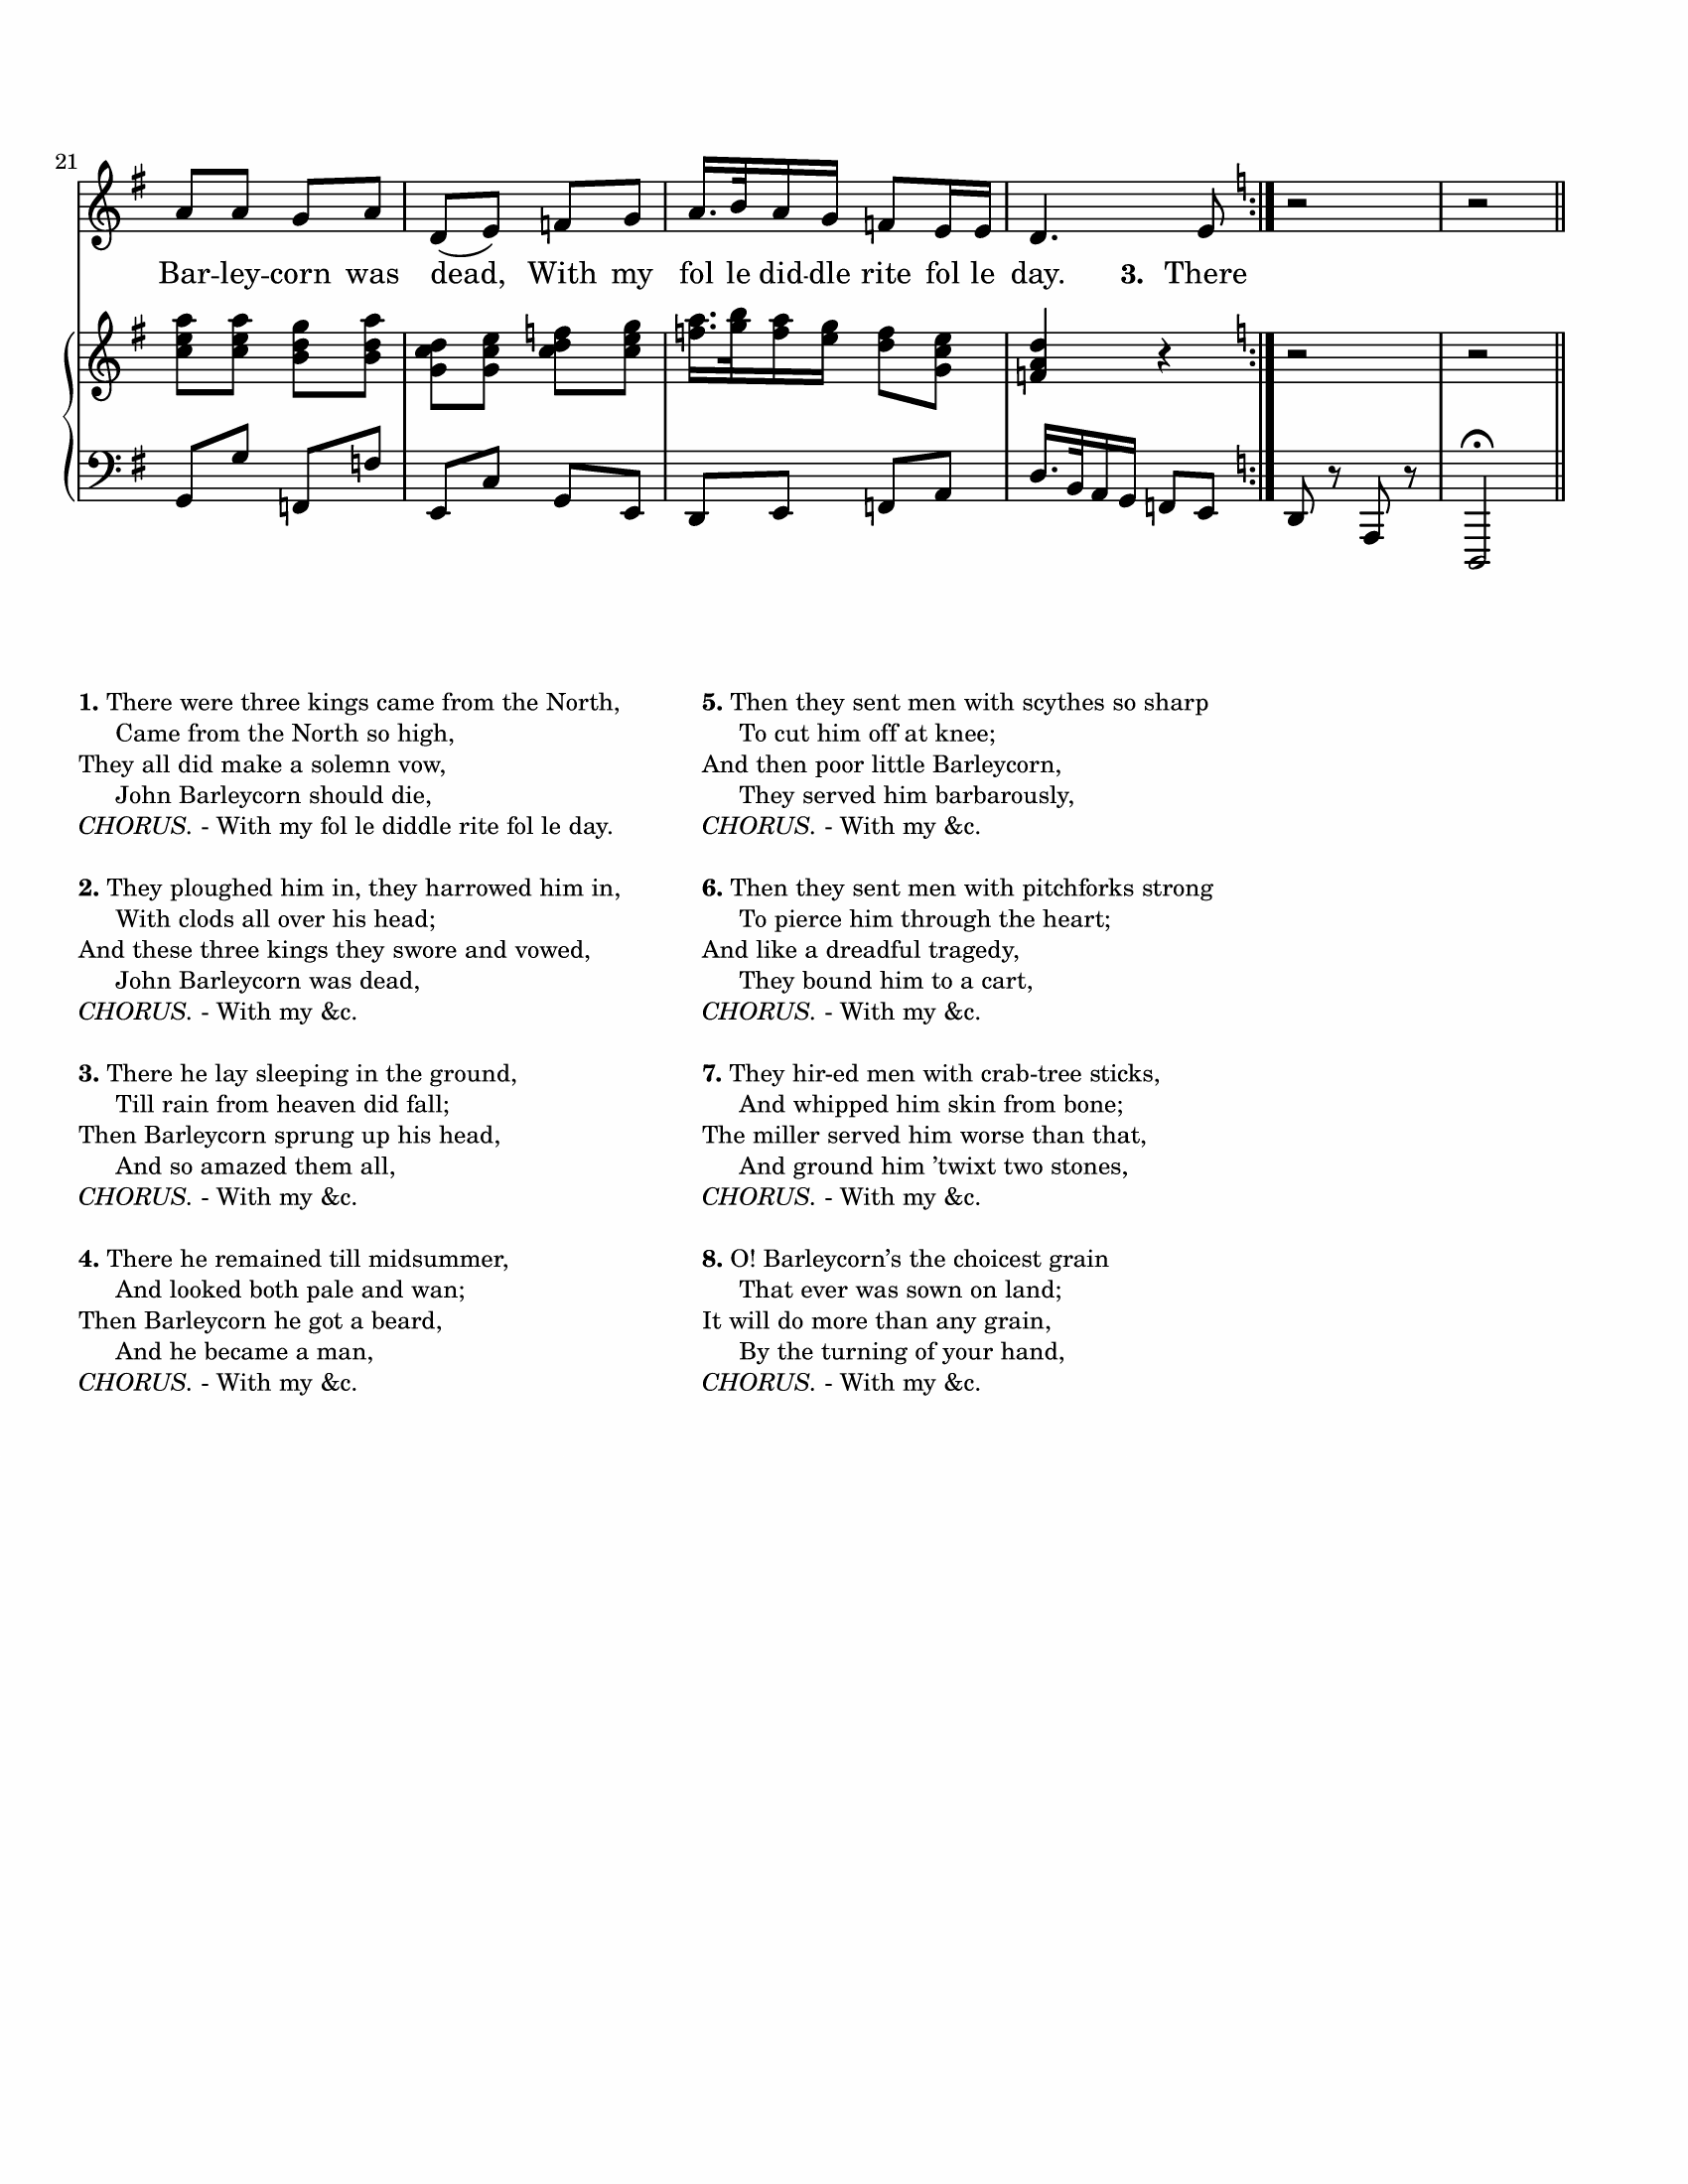 21
Bar - ley - corn was dead, With my fol le did - dle rite fol le day. 3. There
1. There were three kings came from the North,
Came from the North so high,
They all did make a solemn vow,
John Barleycorn should die,
CHORUS. - With my fol le diddle rite fol le day.
2. They ploughed him in, they harrowed him in,
With clods all over his head;
And these three kings they swore and vowed,
John Barleycorn was dead,
CHORUS. - With my &c.
3. There he lay sleeping in the ground,
Till rain from heaven did fall;
Then Barleycorn sprung up his head,
And so amazed them all,
CHORUS. - With my &c.
4. There he remained till midsummer,
And looked both pale and wan;
Then Barleycorn he got a beard,
And he became a man,
CHORUS. - With my &c.
5. Then they sent men with scythes so sharp
To cut him off at knee;
And then poor little Barleycorn,
They served him barbarously,
CHORUS. - With my &c.
6. Then they sent men with pitchforks strong
To pierce him through the heart;
And like a dreadful tragedy,
They bound him to a cart,
CHORUS. - With my &c.
7. They hir-ed men with crab-tree sticks,
And whipped him skin from bone;
The miller served him worse than that,
And ground him ’twixt two stones,
CHORUS. - With my &c.
8. O! Barleycorn’s the choicest grain
That ever was sown on land;
It will do more than any grain,
By the turning of your hand,
CHORUS. - With my &c.